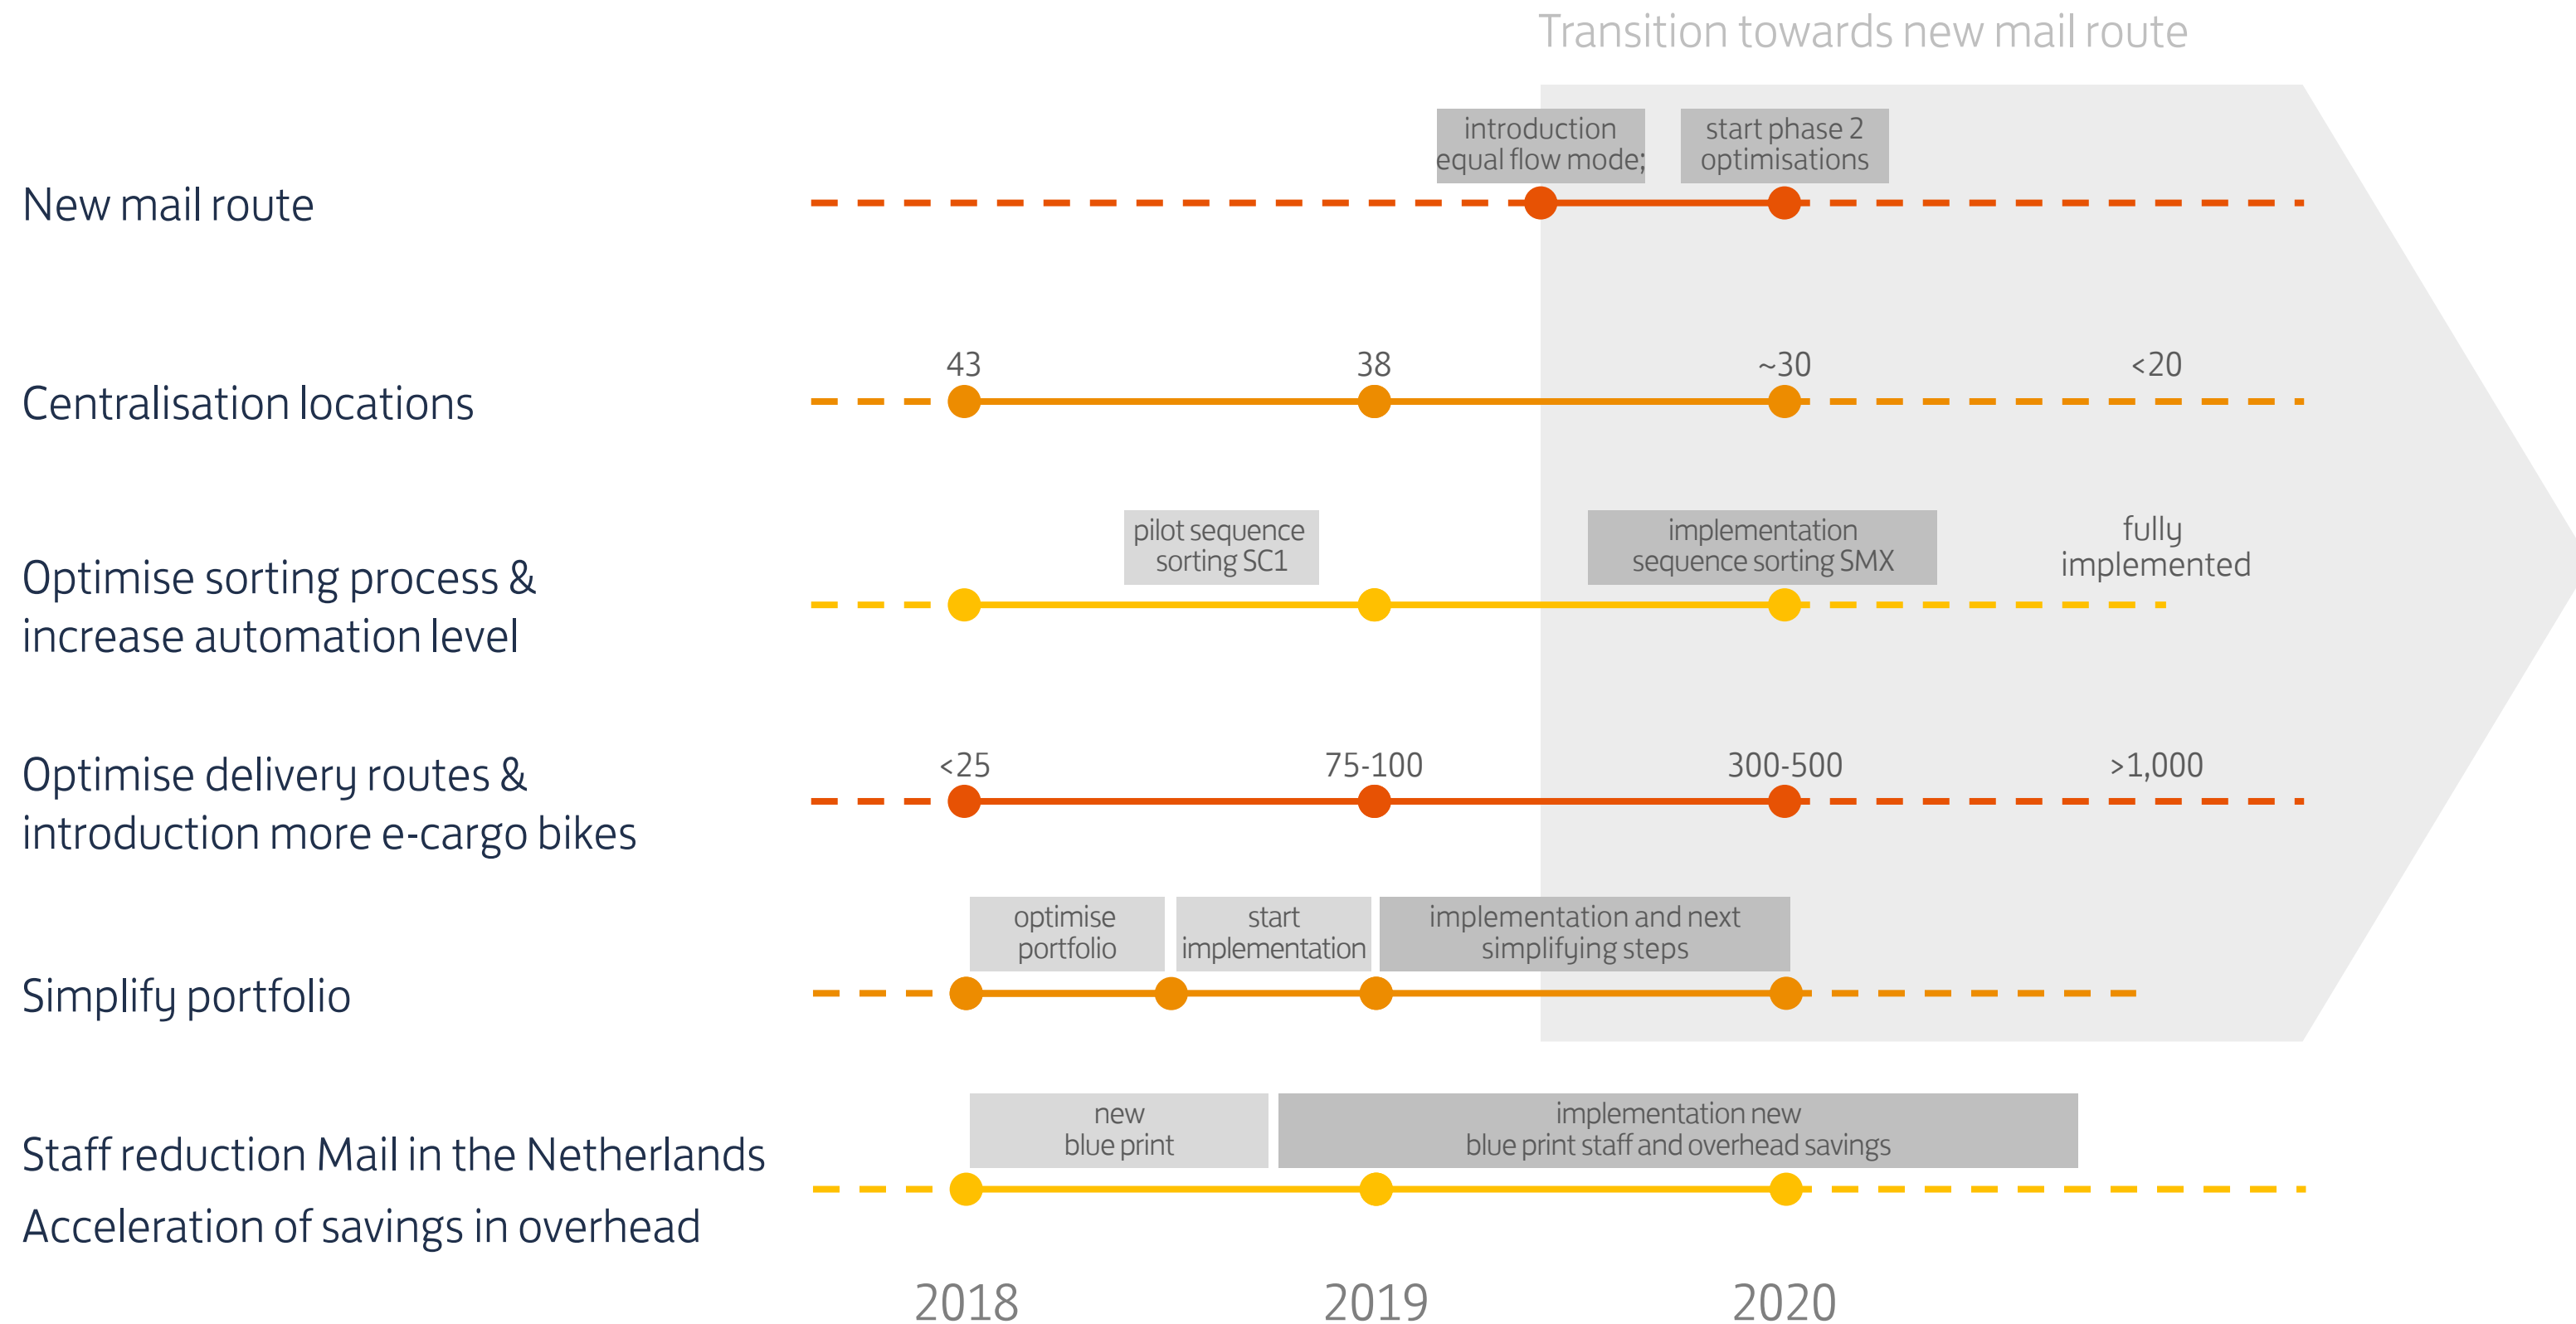 Transition towards new mail route
introduction
equal flow mode;
start phase 2
optimisations
New mail route
43
38
~30
<20
Centralisation locations
pilot sequence
sorting SC1
implementation
sequence sorting SMX
fully
implemented
Optimise sorting process &
increase automation level
<25
75-100
300-500
>1,000
Optimise delivery routes &
introduction more e-cargo bikes
optimise
portfolio
start
implementation
implementation and next
simplifying steps
Simplify portfolio
new
blue print
implementation new
blue print staff and overhead savings
Staff reduction Mail in the Netherlands
Acceleration of savings in overhead
2018
2019
2020